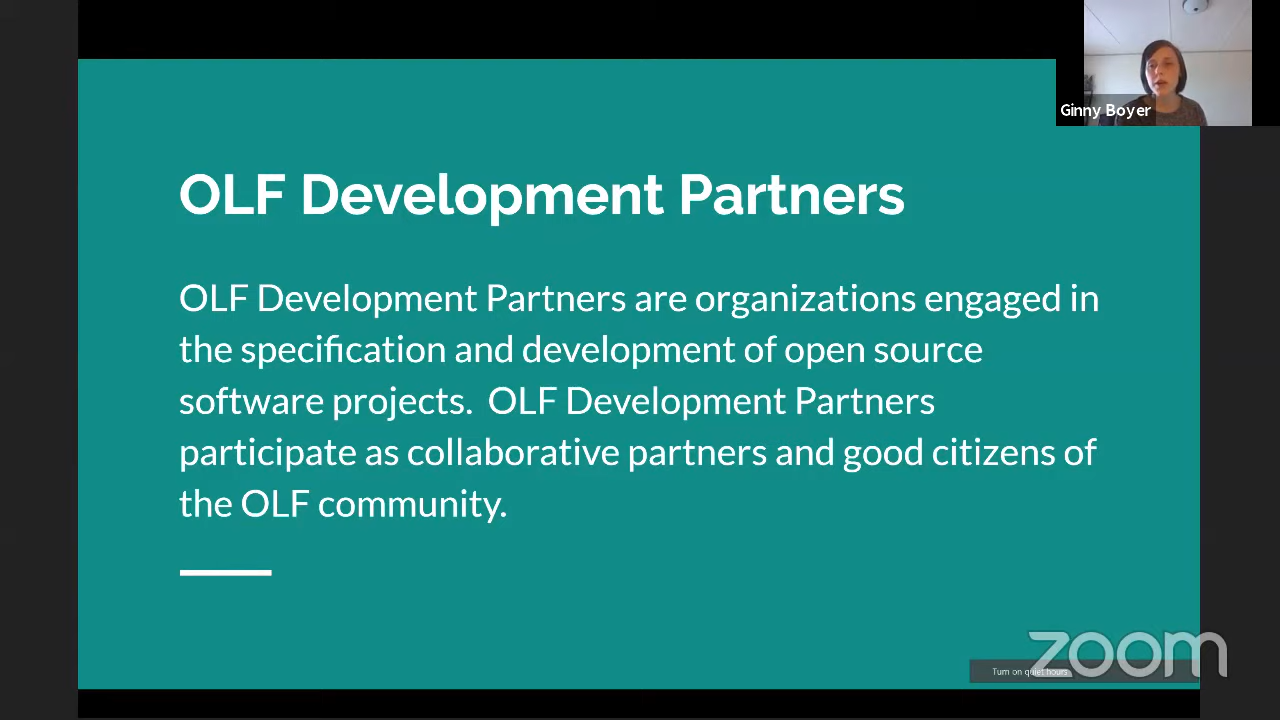 Ginny Boyer
OLF Development Partners
OLF Development Partners are organizations engaged in
the specification and development of open source
software projects.  OLF Development Partners
participate as collaborative partners and good citizens of
the OLF community.
zoom
Turn on quiet hours